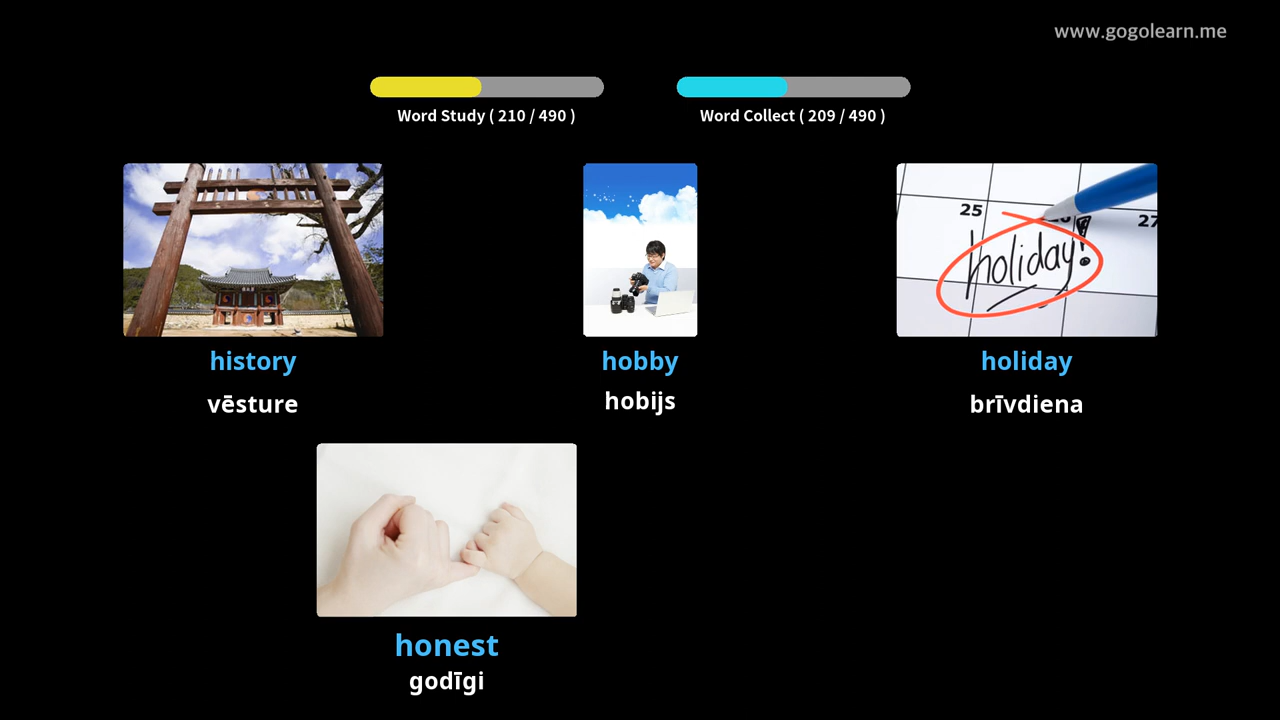 www.gogolearn.me
Word Study ( 210 / 490 )
Word Collect ( 209 / 490 )
25
27
holiday!
history
hobby
holiday
vēsture
hobijs
brīvdiena
honest
godīgi